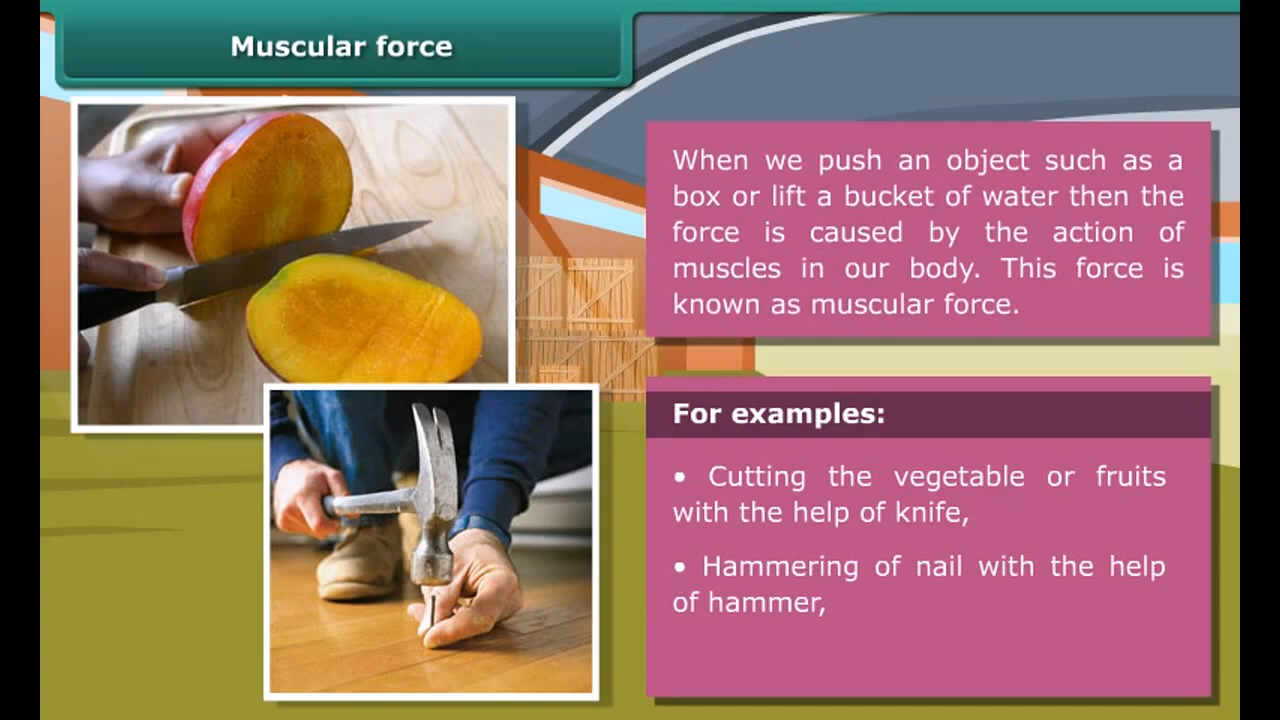 Muscular force
When we push an object such as a
box or lift a bucket of water then the
force is caused by the action of
muscles in our body. This force is
known as muscular force.
For examples:
• Cutting the vegetable or fruits
with the help of knife,
• Hammering of nail with the help
of hammer,